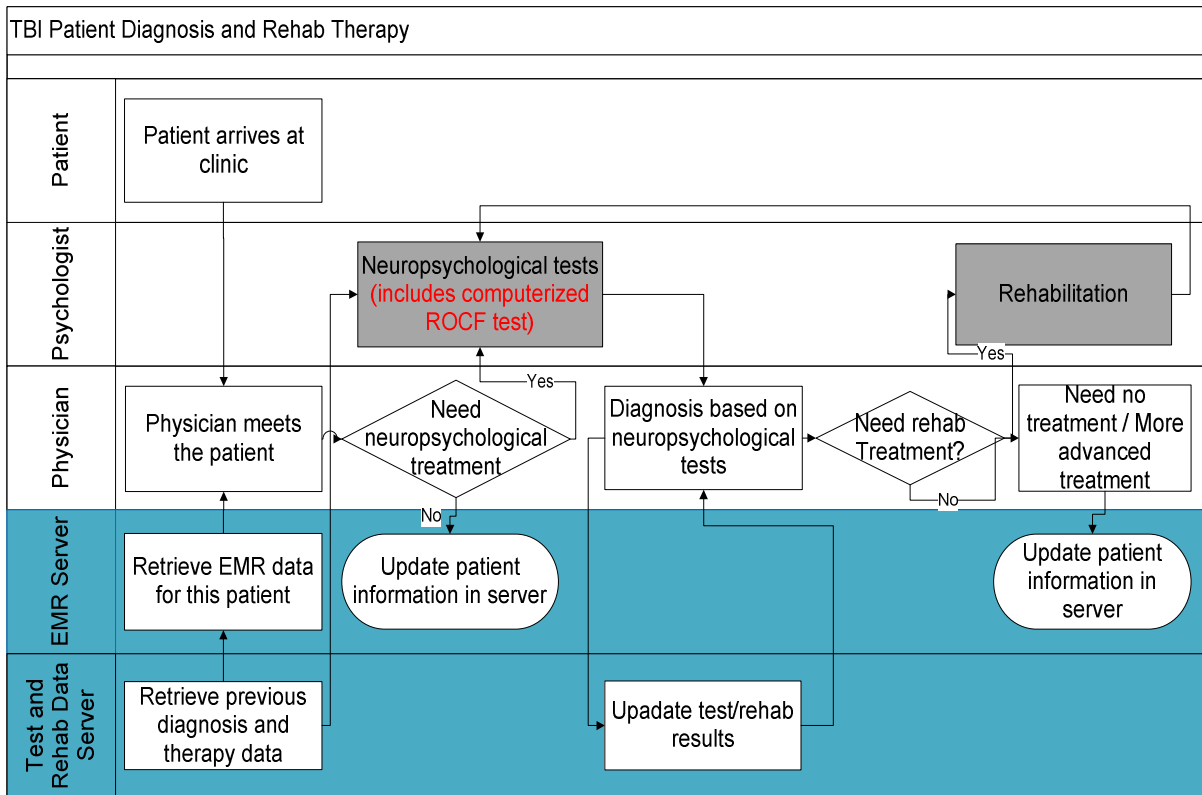 TBI Patient Diagnosis and Rehab Therapy
Patient
Patient arrives at
clinic
Psychologist
Neuropsychological tests
(includes computerized
ROCF test)
Rehabilitation
Yes
Yes
Physician
Physician meets
the patient
Need
neuropsychological
treatment
Diagnosis based on
neuropsychological
tests
Need rehab
Treatment?
Need no
treatment / More
advanced
treatment
No
No
EMR Server
Retrieve EMR data
for this patient
Update patient
information in server
Update patient
information in
server
Test and
Rehab Data
Server
Retrieve previous
diagnosis and
therapy data
Upadate test/rehab
results